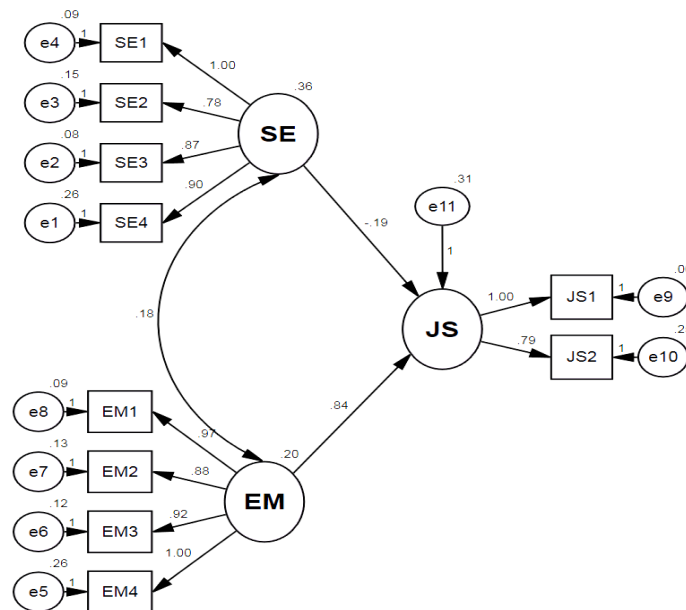 .09
e4 1 SE1
1.00
.15
e3 1 SE2
.78
.36
SE
.08
e2 1 SE3
.87
.26
e1 1 SE4
.90
.31
e11
-.19
1
1.00
JS1
1
e9
JS
.79
JS2
1
e10
.18
.84
.09
e8 1 EM1
.97
.20
.13
e7 1 EM2
.88
EM
.12
e6 1 EM3
.92
.26
e5 1 EM4
1.00